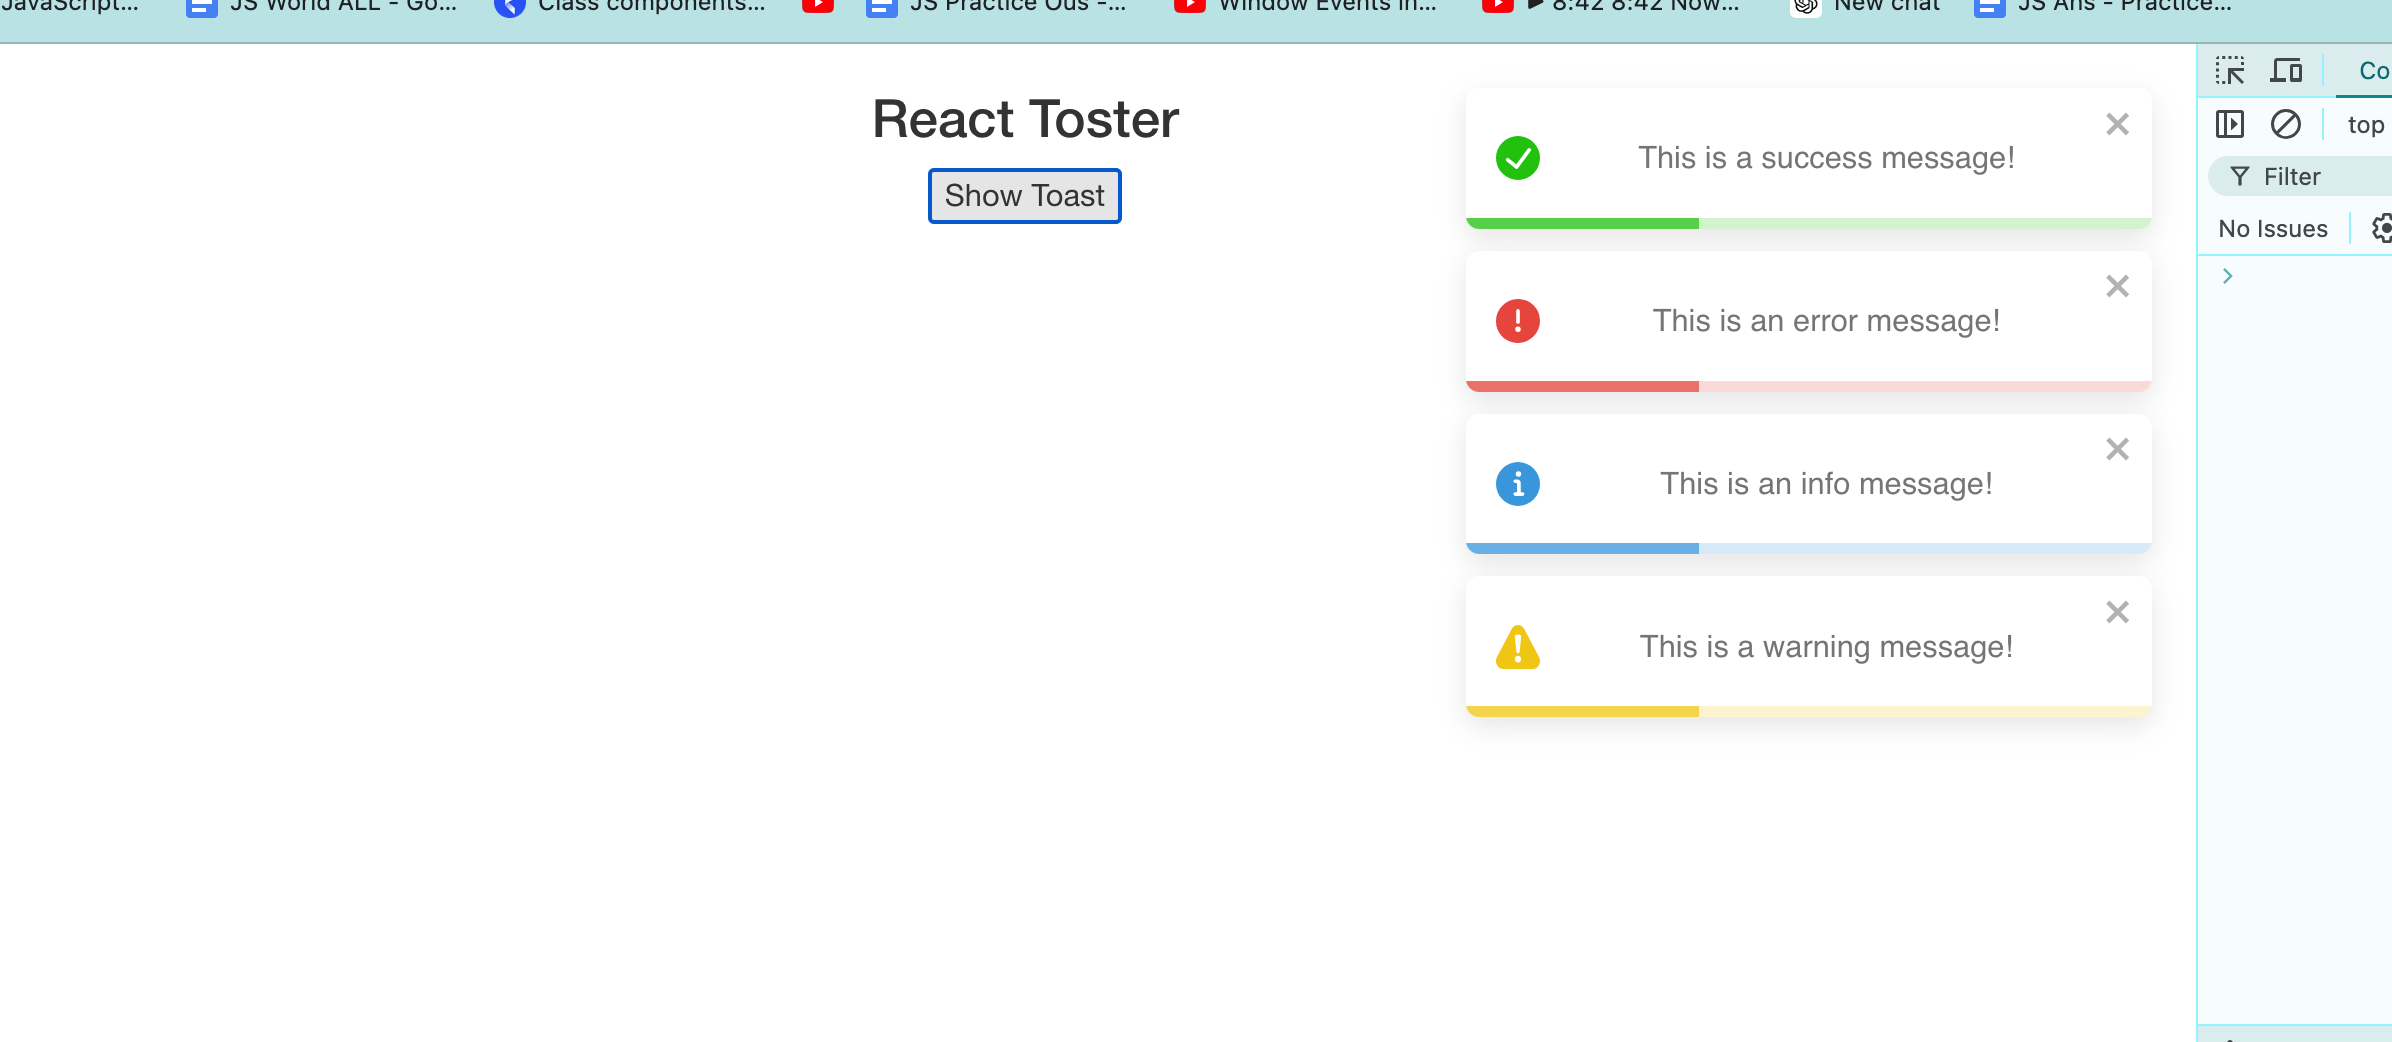 JavaScript...
JS World ALL - Go...
Class components...
JS Practice Ous -...
Window Events in...
▶ 8:42 8:42 Now...
New chat
JS Ans - Practice...
React Toster
Show Toast
This is a success message!
This is an error message!
This is an info message!
This is a warning message!
Co
top
Filter
No Issues